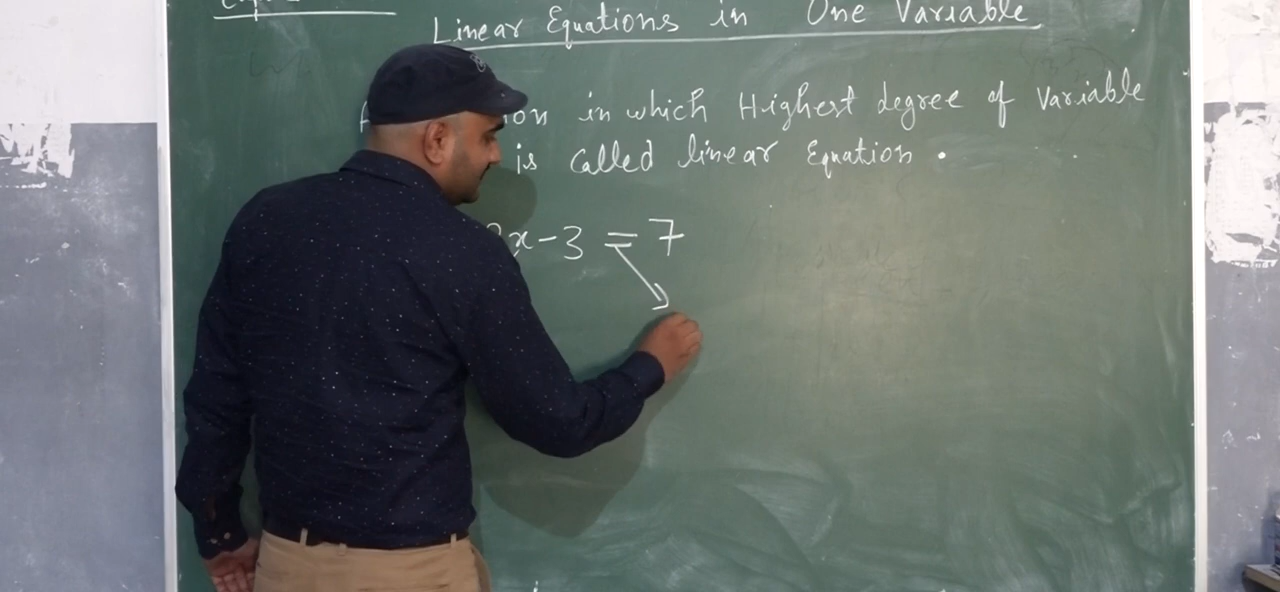 Linear Equations in One Variable
in which Highest degree of Variable
is called linear Equation .
x - 3 = 7